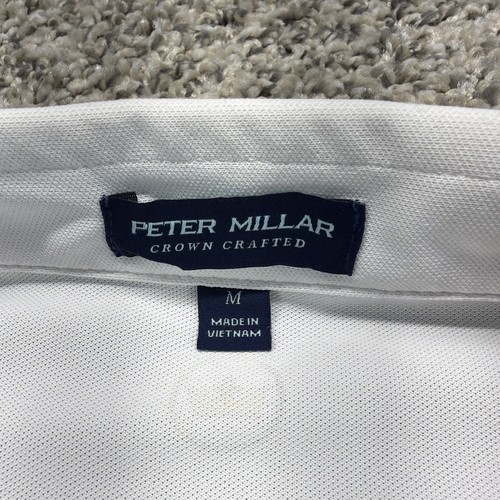 PETER MILLAR
CROWN CRAFTED
M
MADE IN
VIETNAM